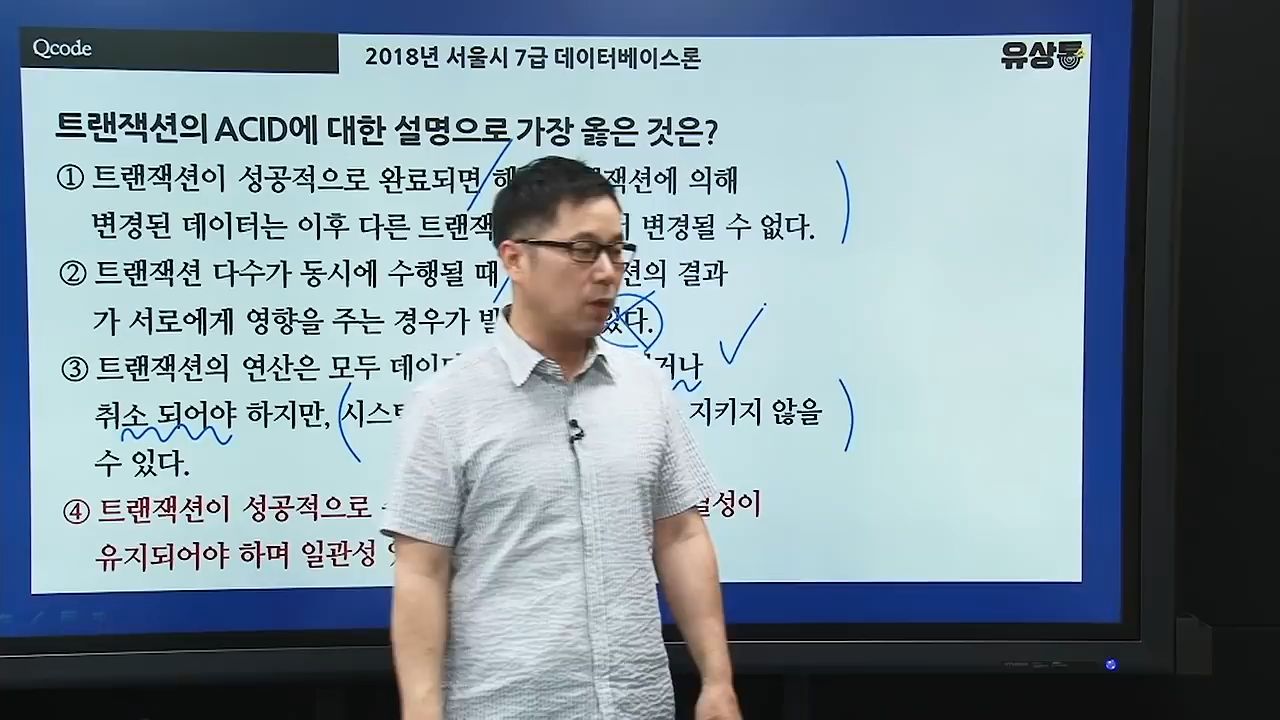 Qcode
2018년 서울시 7급 데이터베이스론
유상통
트랜잭션의 ACID에 대한 설명으로 가장 옳은 것은?
① 트랜잭션이 성공적으로 완료되면 의해
변경된 데이터는 이후 다른 변경될 수 없다.
② 트랜잭션 다수가 동시에 수행될 때 결과
가 서로에게 영향을 주는 경우가
③ 트랜잭션의 연산은 모두
취소 되어야 하지만, 지키지 않을
수 있다.
④ 트랜잭션이 성공적으로
유지되어야 하며 일관성